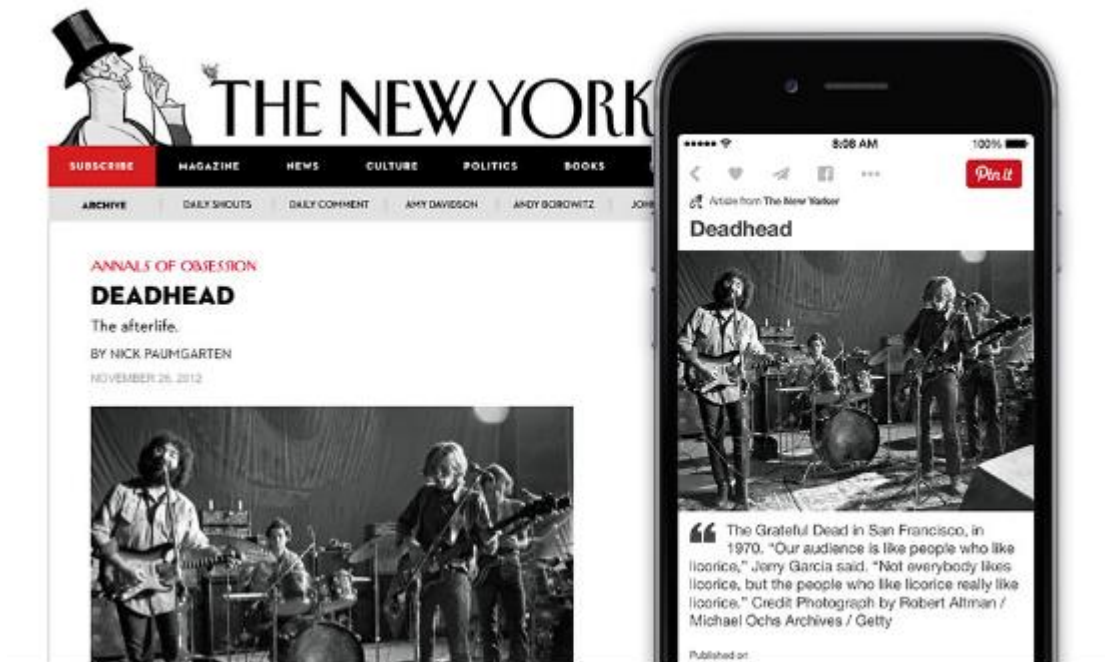 THE NEW YORK
SUBSCRIBE MAGAZINE NEWS CULTURE POLITICS BOOKS
ARCHIVE DAILY SHOUTS DAILY COMMENT AMY DAVIDSON ANDY BOROWITZ
ANNALS OF OBSESSION
DEADHEAD
The afterlife.
BY NICK PAUMGARTEN
NOVEMBER 26, 2012
8:08 AM 100%
Pin it
Article from The New Yorker
Deadhead
The Grateful Dead in San Francisco, in
1970. “Our audience is like people who like
licorice,” Jerry Garcia said. “Not everybody likes
licorice, but the people who like licorice really like
licorice.” Credit Photograph by Robert Altman /
Michael Ochs Archives / Getty
Published on